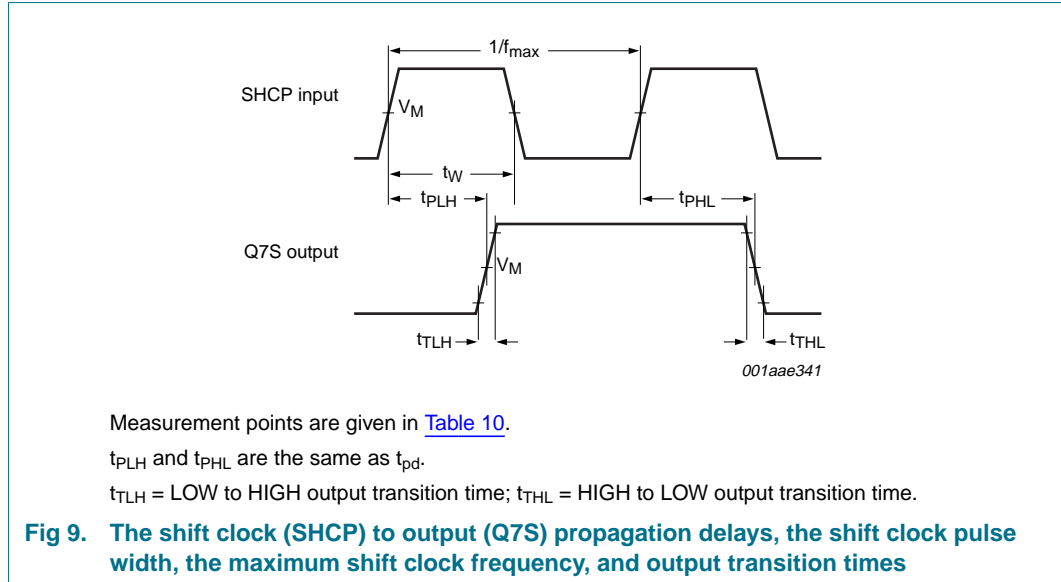 1/fmax
SHCP input
VM
tW
tPLH
tPHL
Q7S output
VM
tTLH
tTHL
001aae341
Measurement points are given in Table 10.
tPLH and tPHL are the same as tpd.
tTLH = LOW to HIGH output transition time; tTHL = HIGH to LOW output transition time.
Fig 9. The shift clock (SHCP) to output (Q7S) propagation delays, the shift clock pulse
width, the maximum shift clock frequency, and output transition times